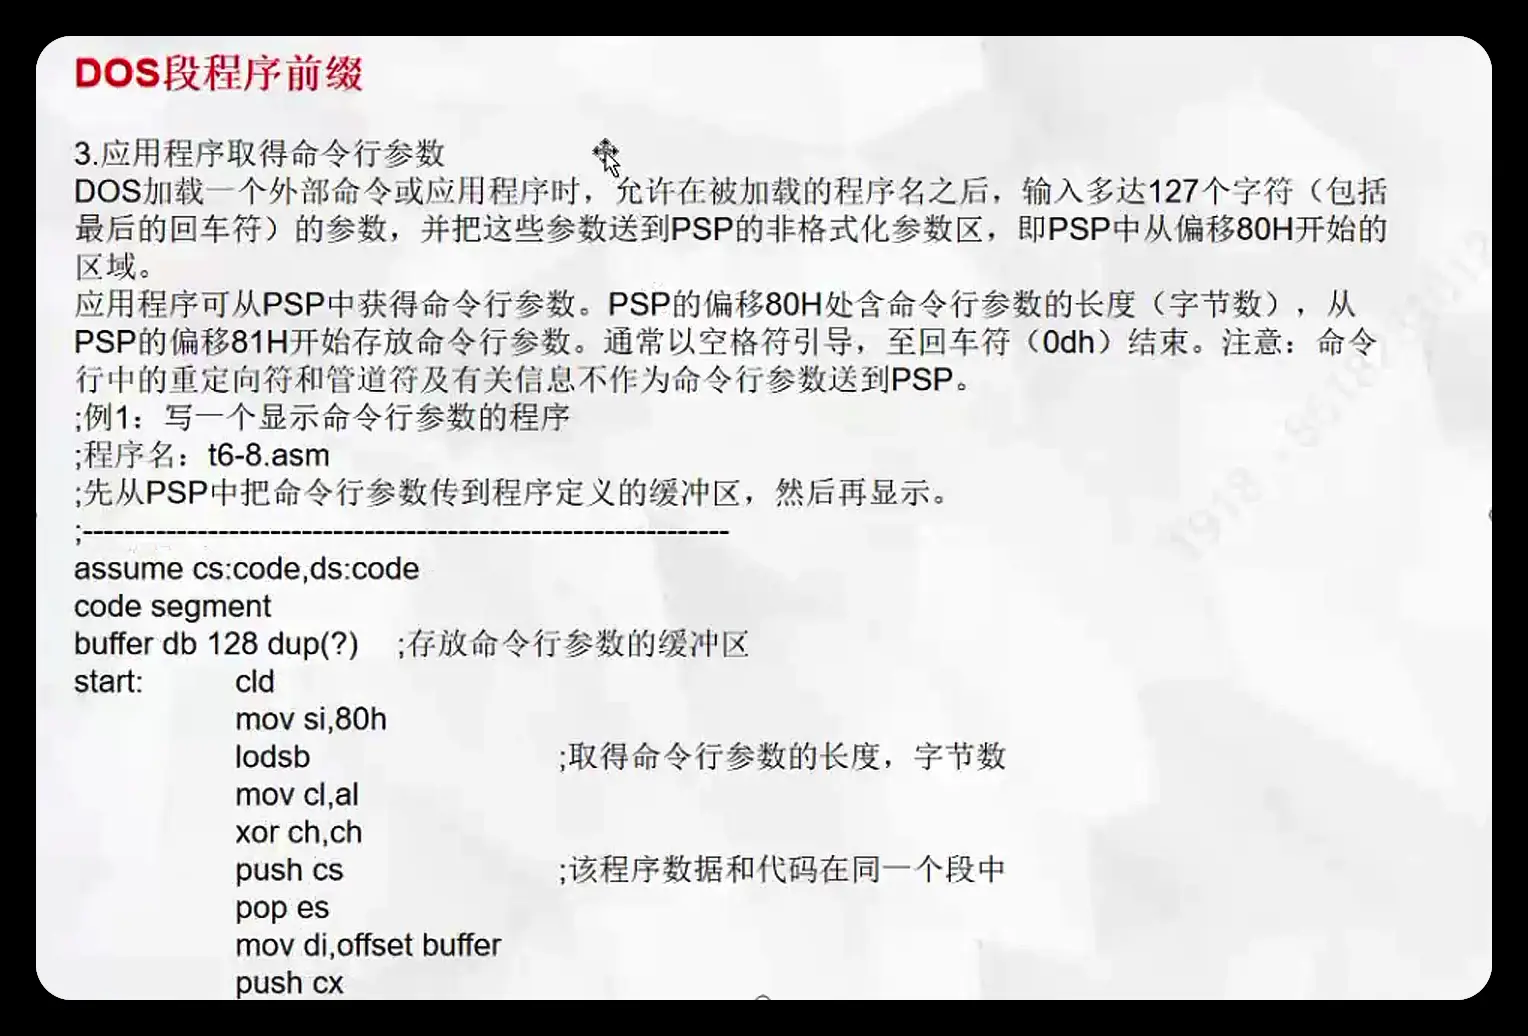 DOS段程序前缀
3.应用程序取得命令行参数
DOS加载一个外部命令或应用程序时，允许在被加载的程序名之后，输入多达127个字符（包括
最后的回车符）的参数，并把这些参数送到PSP的非格式化参数区，即PSP中从偏移80H开始的
区域。
应用程序可从PSP中获得命令行参数。PSP的偏移80H处含命令行参数的长度（字节数），从
PSP的偏移81H开始存放命令行参数。通常以空格符引导，至回车符（0dh）结束。注意：命令
行中的重定向符和管道符及有关信息不作为命令行参数送到PSP。
;例1：写一个显示命令行参数的程序
;程序名：t6-8.asm
;先从PSP中把命令行参数传到程序定义的缓冲区，然后再显示。
;---------------------------------------------------------------
assume cs:code,ds:code
code segment
buffer db 128 dup(?) ;存放命令行参数的缓冲区
start: cld
mov si,80h
lodsb ;取得命令行参数的长度，字节数
mov cl,al
xor ch,ch
push cs ;该程序数据和代码在同一个段中
pop es
mov di,offset buffer
push cx